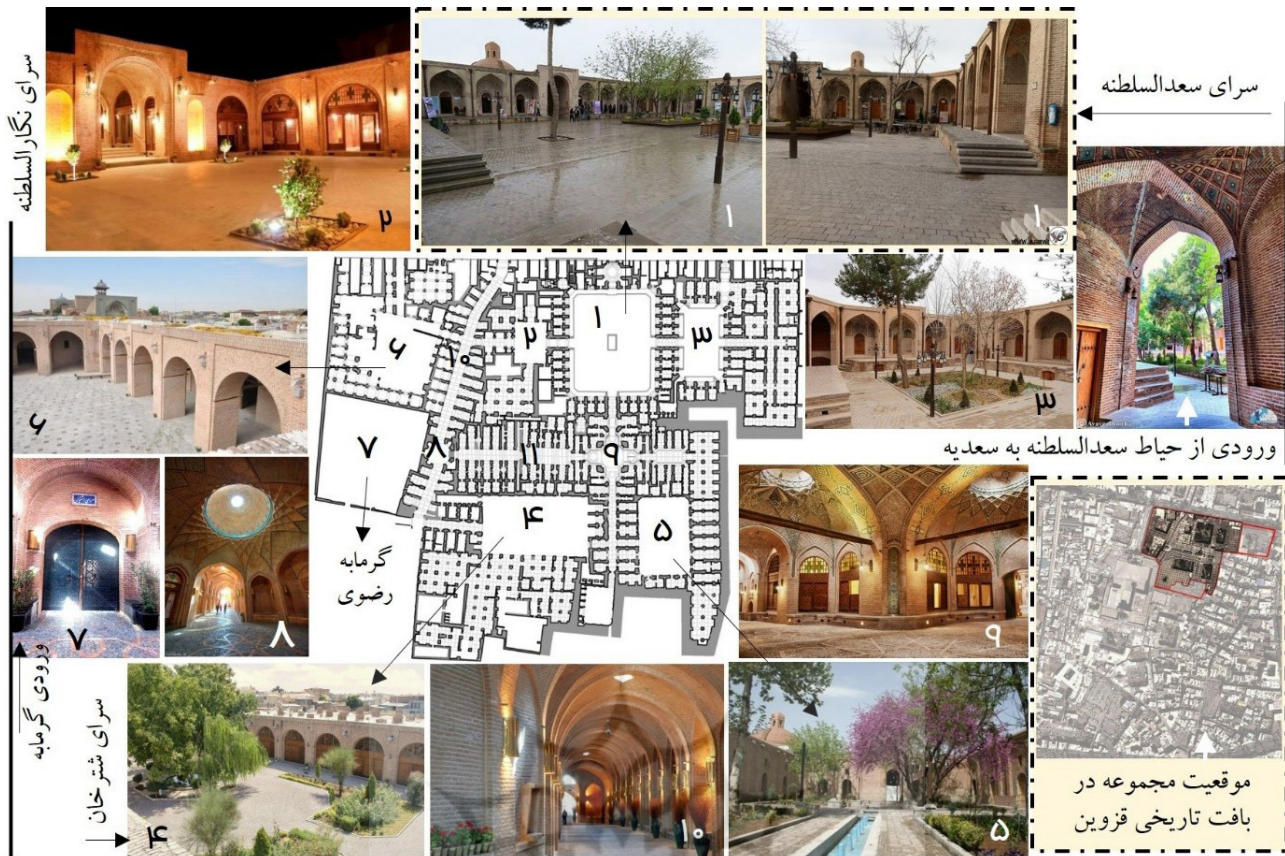 سرای سعدالسلطنه
سرای نگارالسلطنه
۲
۱
۱
۳
ورودی از حیاط سعدالسلطنه به سعدیه
۶
۱
۲
۳
۶
۱۰
۷
۸
۱۱
۹
۴
۵
گرمابه
رضوی
۷
۸
۹
ورودی گرمابه
سرای شترخان
۴
۱۰
۵
موقعیت مجموعه در
بافت تاریخی قزوین